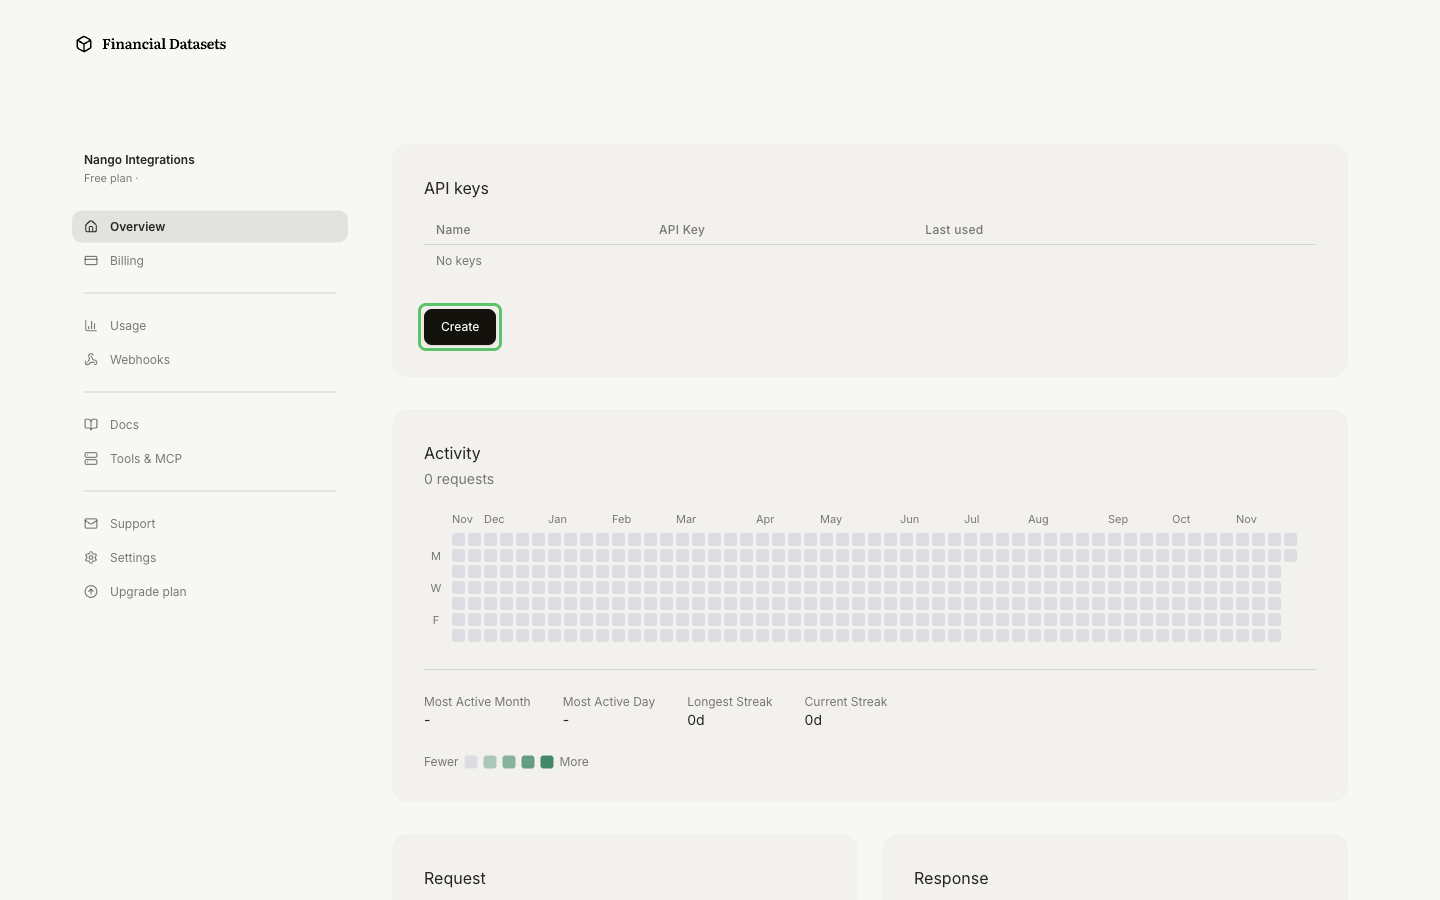 Financial Datasets
Nango Integrations
Free plan ·
Overview
Billing
Usage
Webhooks
Docs
Tools & MCP
Support
Settings
Upgrade plan
API keys
Name API Key Last used
No keys
Create
Activity
0 requests
Nov Dec Jan Feb Mar Apr May Jun Jul Aug Sep Oct Nov
M
W
F
Most Active Month Most Active Day Longest Streak Current Streak
- - 0d 0d
Fewer More
Request
Response